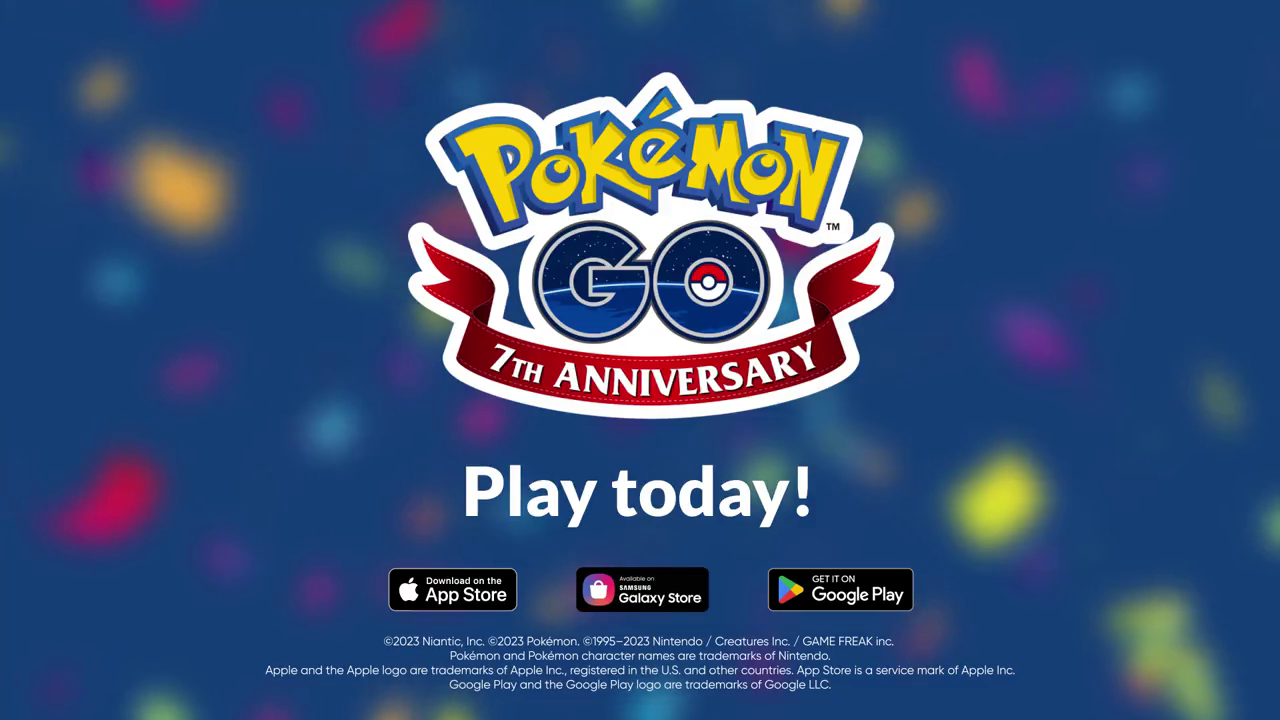 POKéMON
TM
GO
7TH ANNIVERSARY
Play today!
Download on the
App Store
Available on
SAMSUNG
Galaxy Store
GET IT ON
Google Play
©2023 Niantic, Inc. ©2023 Pokémon. ©1995–2023 Nintendo / Creatures Inc. / GAME FREAK inc.
Pokémon and Pokémon character names are trademarks of Nintendo.
Apple and the Apple logo are trademarks of Apple Inc., registered in the U.S. and other countries. App Store is a service mark of Apple Inc.
Google Play and the Google Play logo are trademarks of Google LLC.